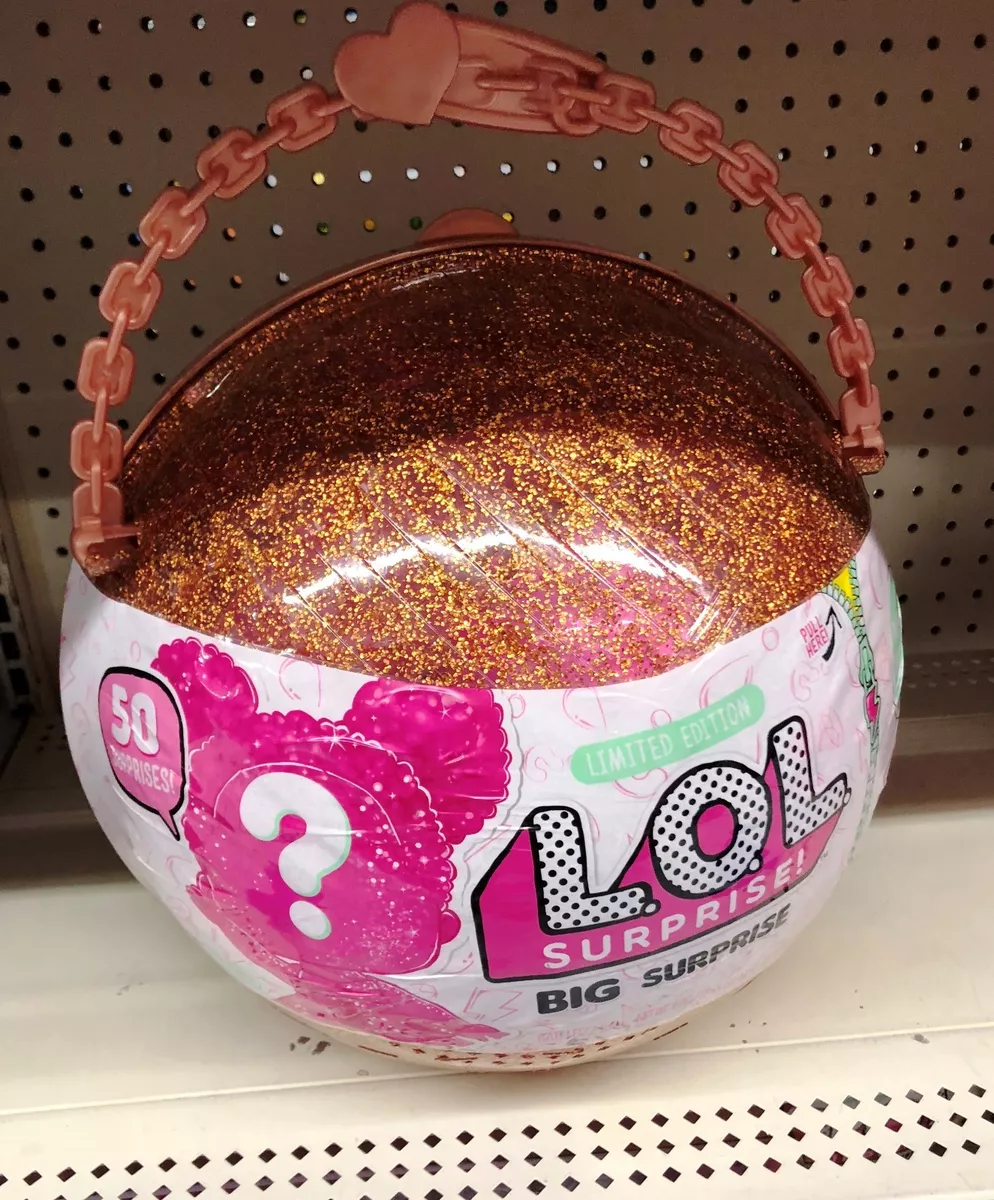 PULL
HERE!
50
SURPRISES!
?
LIMITED EDITION
L.O.L
SURPRISE!
BIG SURPRISE